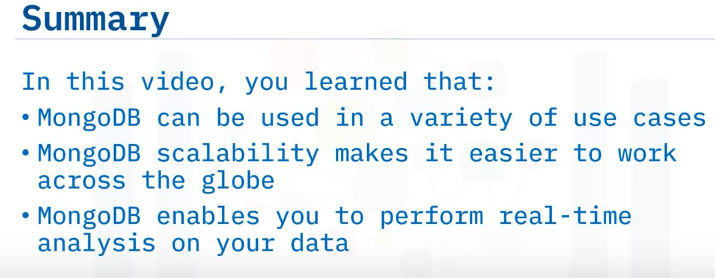 Summary
In this video, you learned that:
• MongoDB can be used in a variety of use cases
• MongoDB scalability makes it easier to work
across the globe
• MongoDB enables you to perform real-time
analysis on your data